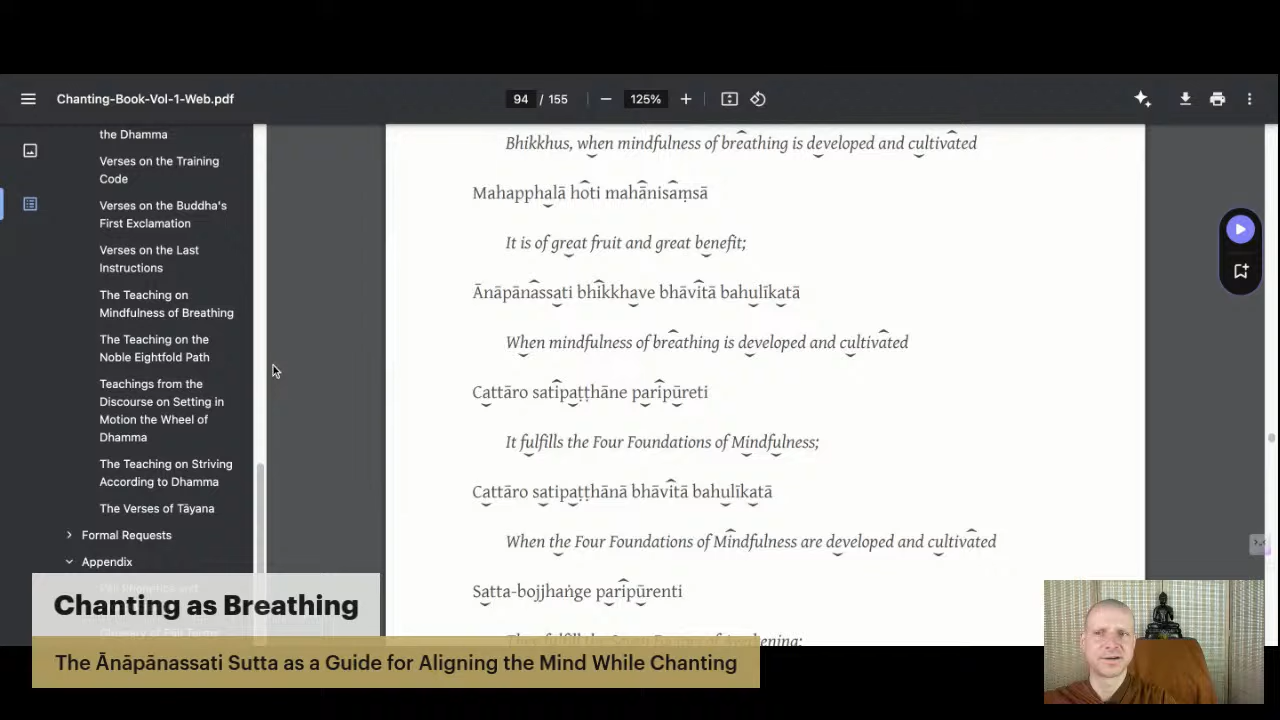 Chanting-Book-Vol-1-Web.pdf
94 / 155
125%
the Dhamma
Verses on the Training
Code
Verses on the Buddha's
First Exclamation
Verses on the Last
Instructions
The Teaching on
Mindfulness of Breathing
The Teaching on the
Noble Eightfold Path
Teachings from the
Discourse on Setting in
Motion the Wheel of
Dhamma
The Teaching on Striving
According to Dhamma
The Verses of Tāyana
Formal Requests
Appendix
Bhikkhus, when mindfulness of breathing is developed and cultivated
Mahapphalā hoti mahānisaṃsā
It is of great fruit and great benefit;
Ānāpānassati bhikkhave bhāvitā bahulīkatā
When mindfulness of breathing is developed and cultivated
Cattāro satipaṭṭhāne paripūreti
It fulfills the Four Foundations of Mindfulness;
Cattāro satipaṭṭhānā bhāvitā bahulīkatā
When the Four Foundations of Mindfulness are developed and cultivated
Satta-bojjhaṅge paripūrenti
Chanting as Breathing
The Ānāpānassati Sutta as a Guide for Aligning the Mind While Chanting